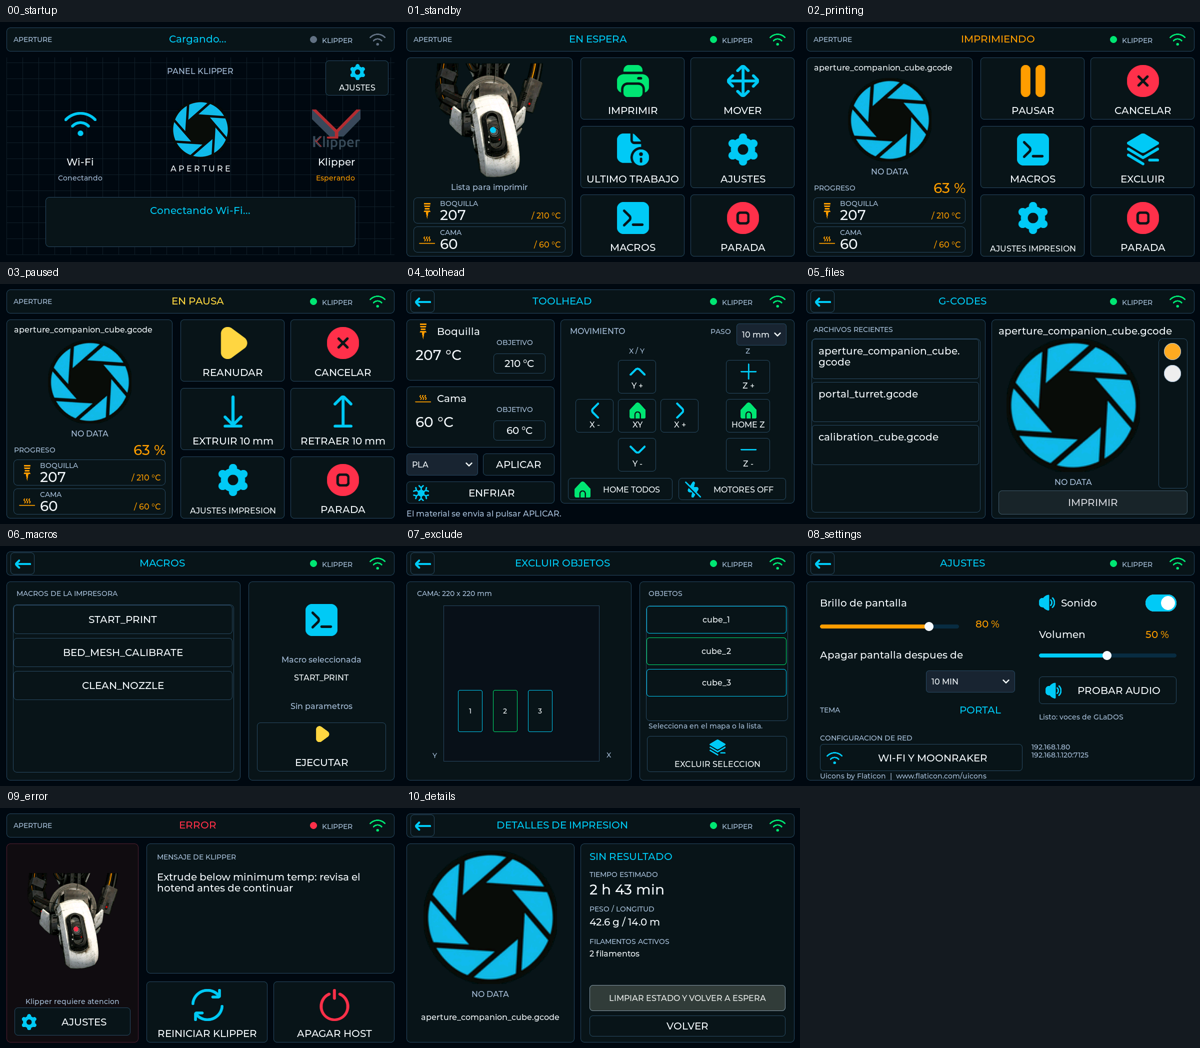 00_startup
APERTURE
Cargando...
KLIPPER
PANEL KLIPPER
AJUSTES
Klipper
Wi-Fi
Conectando
APERTURE
Klipper
Esperando
Conectando Wi-Fi...
01_standby
APERTURE
EN ESPERA
KLIPPER
Lista para imprimir
BOQUILLA
207
/ 210 °C
CAMA
60
/ 60 °C
IMPRIMIR
MOVER
ULTIMO TRABAJO
AJUSTES
MACROS
PARADA
02_printing
APERTURE
IMPRIMIENDO
KLIPPER
aperture_companion_cube.gcode
NO DATA
PROGRESO
63 %
BOQUILLA
207
/ 210 °C
CAMA
60
/ 60 °C
PAUSAR
CANCELAR
MACROS
EXCLUIR
AJUSTES IMPRESION
PARADA
03_paused
APERTURE
EN PAUSA
KLIPPER
aperture_companion_cube.gcode
NO DATA
PROGRESO
63 %
BOQUILLA
207
/ 210 °C
CAMA
60
/ 60 °C
REANUDAR
CANCELAR
EXTRUIR 10 mm
RETRAER 10 mm
AJUSTES IMPRESION
PARADA
04_toolhead
TOOLHEAD
KLIPPER
Boquilla
207 °C
OBJETIVO
210 °C
Cama
60 °C
OBJETIVO
60 °C
PLA
APLICAR
ENFRIAR
El material se envia al pulsar APLICAR.
MOVIMIENTO
PASO
10 mm
X / Y
Z
Y +
Z +
X -
XY
X +
HOME Z
Y -
Z -
HOME TODOS
MOTORES OFF
05_files
G-CODES
KLIPPER
ARCHIVOS RECIENTES
aperture_companion_cube.
gcode
portal_turret.gcode
calibration_cube.gcode
aperture_companion_cube.gcode
NO DATA
IMPRIMIR
06_macros
MACROS
KLIPPER
MACROS DE LA IMPRESORA
START_PRINT
BED_MESH_CALIBRATE
CLEAN_NOZZLE
Macro seleccionada
START_PRINT
Sin parametros
EJECUTAR
07_exclude
EXCLUIR OBJETOS
KLIPPER
CAMA: 220 x 220 mm
1
2
3
Y
X
OBJETOS
cube_1
cube_2
cube_3
Selecciona en el mapa o la lista.
EXCLUIR SELECCION
08_settings
AJUSTES
KLIPPER
Brillo de pantalla
80 %
Apagar pantalla despues de
10 MIN
TEMA
PORTAL
CONFIGURACION DE RED
WI-FI Y MOONRAKER
Uicons by Flaticon | www.flaticon.com/uicons
Sonido
Volumen
50 %
PROBAR AUDIO
Listo: voces de GLaDOS
192.168.1.80
192.168.1.120:7125
09_error
APERTURE
ERROR
KLIPPER
Klipper requiere atencion
AJUSTES
MENSAJE DE KLIPPER
Extrude below minimum temp: revisa el
hotend antes de continuar
REINICIAR KLIPPER
APAGAR HOST
10_details
DETALLES DE IMPRESION
KLIPPER
NO DATA
aperture_companion_cube.gcode
SIN RESULTADO
TIEMPO ESTIMADO
2 h 43 min
PESO / LONGITUD
42.6 g / 14.0 m
FILAMENTOS ACTIVOS
2 filamentos
LIMPIAR ESTADO Y VOLVER A ESPERA
VOLVER